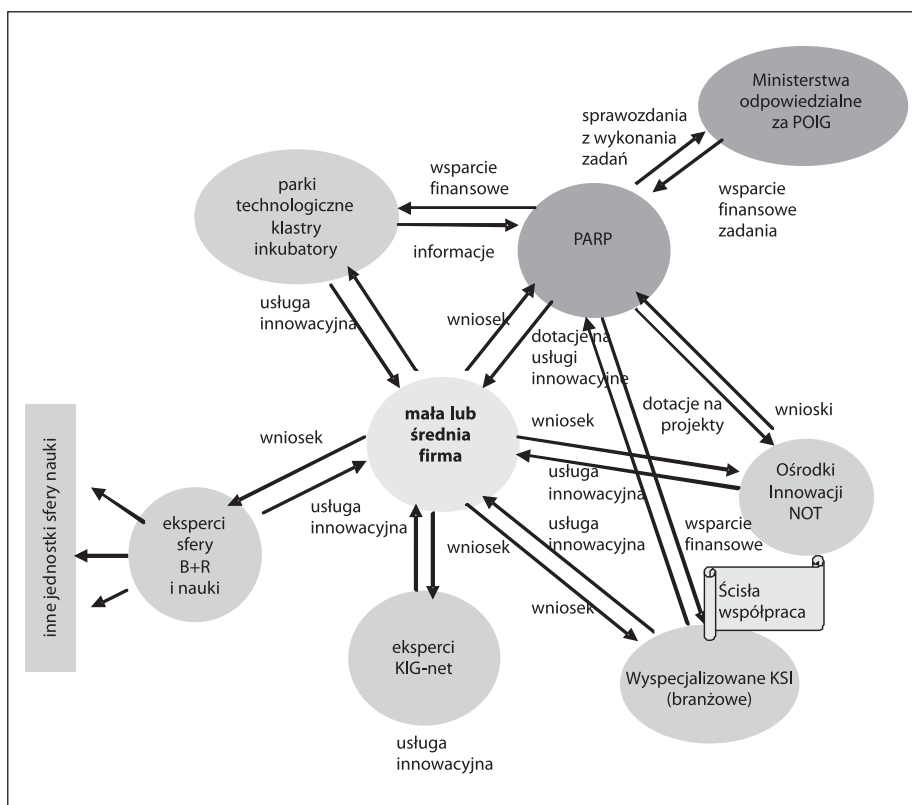 Ministerstwa
odpowiedzialne
za POIG
sprawozdania
z wykonania
zadań
wsparcie
finansowe
zadania
wsparcie
finansowe
parki
technologiczne
klastry
inkubatory
informacje
PARP
usługa
innowacyjna
wniosek
dotacje na
usługi
innowacyjne
dotacje na
projekty
wnioski
mała lub
średnia
firma
wniosek
usługa
innowacyjna
Ośrodki
Innowacji
NOT
wniosek
usługa
innowacyjna
inne jednostki sfery nauki
eksperci
sfery
B+R
i nauki
wniosek
usługa
innowacyjna
wniosek
wsparcie
finansowe
Ścisła
współpraca
eksperci
KIG-net
usługa
innowacyjna
Wyspecjalizowane KSI
(branżowe)